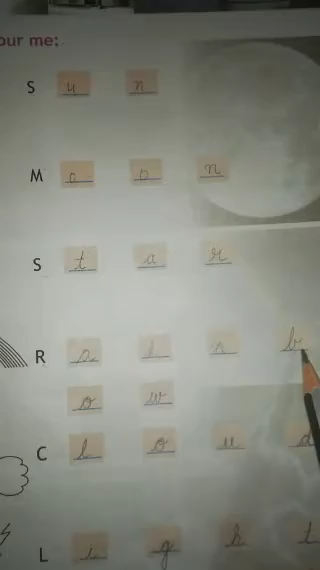 our me:
S u n
M o o n
S t a r
R a i n b
o w
C l o u d
L i g h t